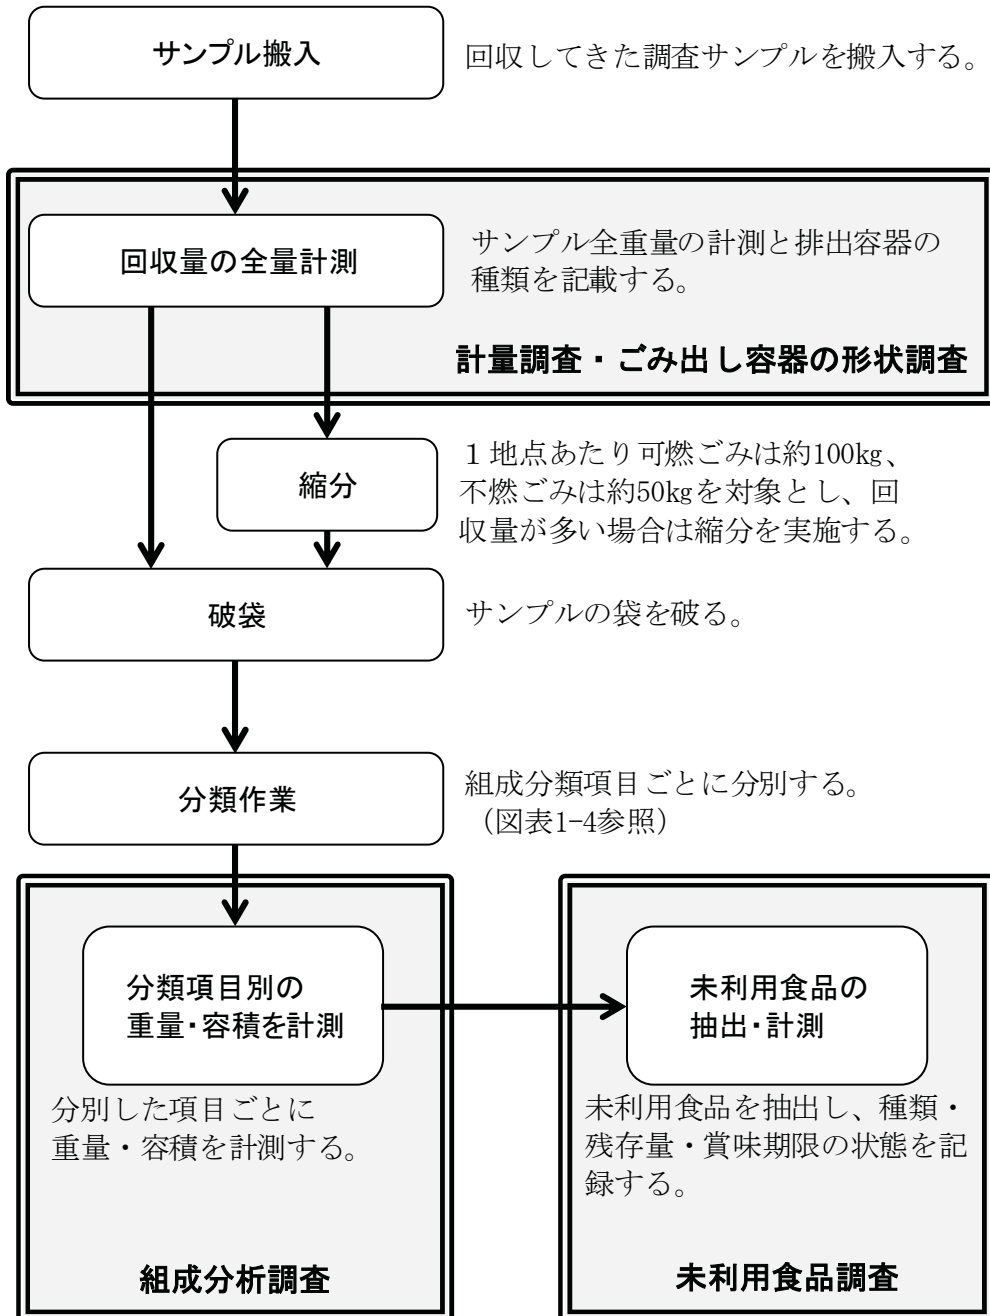 サンプル搬入
回収してきた調査サンプルを搬入する。
回収量の全量計測
サンプル全重量の計測と排出容器の
種類を記載する。
計量調査・ごみ出し容器の形状調査
縮分
１地点あたり可燃ごみは約100㎏、
不燃ごみは約50㎏を対象とし、回
収量が多い場合は縮分を実施する。
破袋
サンプルの袋を破る。
分類作業
組成分類項目ごとに分別する。
（図表1-4参照）
分類項目別の
重量・容積を計測
分別した項目ごとに
重量・容積を計測する。
組成分析調査
未利用食品の
抽出・計測
未利用食品を抽出し、種類・
残存量・賞味期限の状態を記
録する。
未利用食品調査